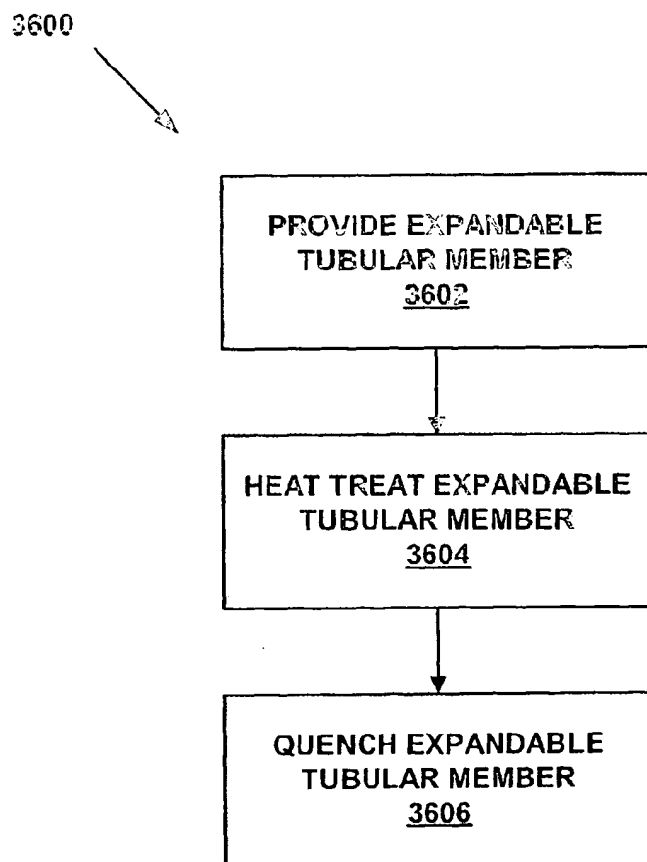 3600
PROVIDE EXPANDABLE
TUBULAR MEMBER
3602
HEAT TREAT EXPANDABLE
TUBULAR MEMBER
3604
QUENCH EXPANDABLE
TUBULAR MEMBER
3606